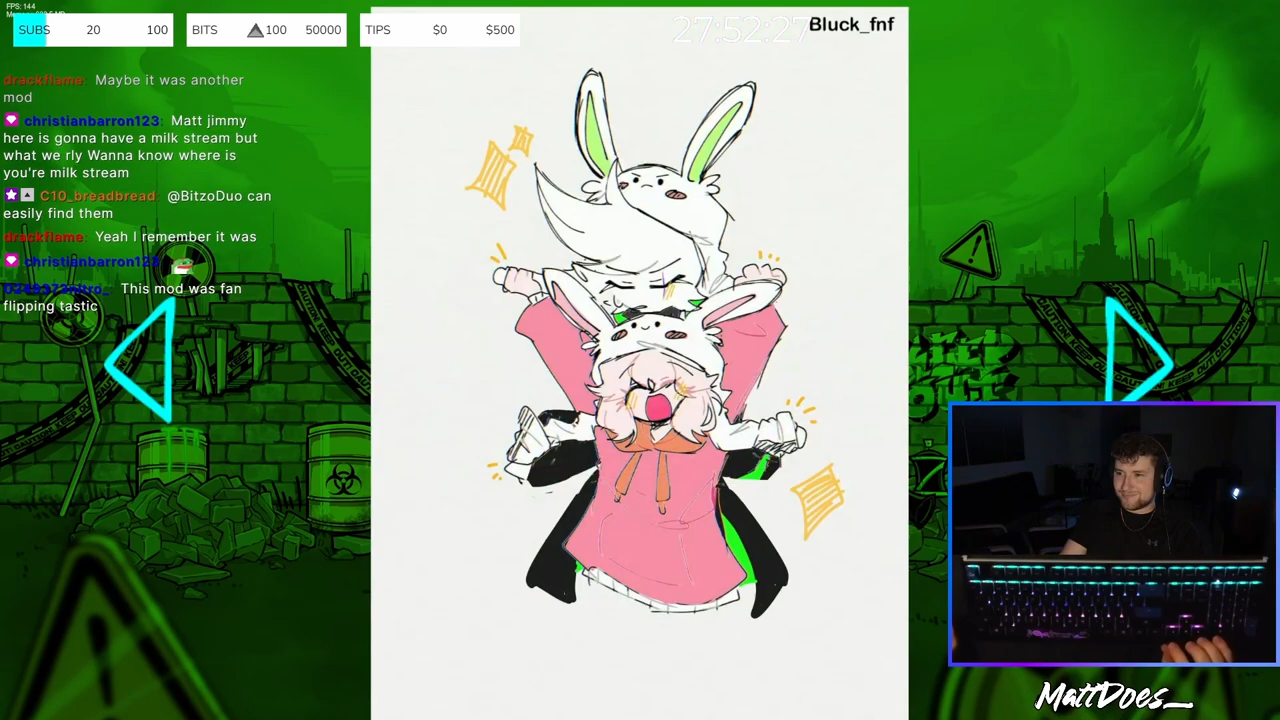 FPS: 144
SUBS 20 100
BITS 100 50000
TIPS $0 $500
27:52:27
Bluck_fnf
drackflame: Maybe it was another
mod
christianbarron123: Matt jimmy
here is gonna have a milk stream but
what we rly Wanna know where is
you're milk stream
C10_breadbread: @BitzoDuo can
easily find them
drackflame: Yeah I remember it was
christianbarron123:
This mod was fan
flipping tastic
MattDoes_